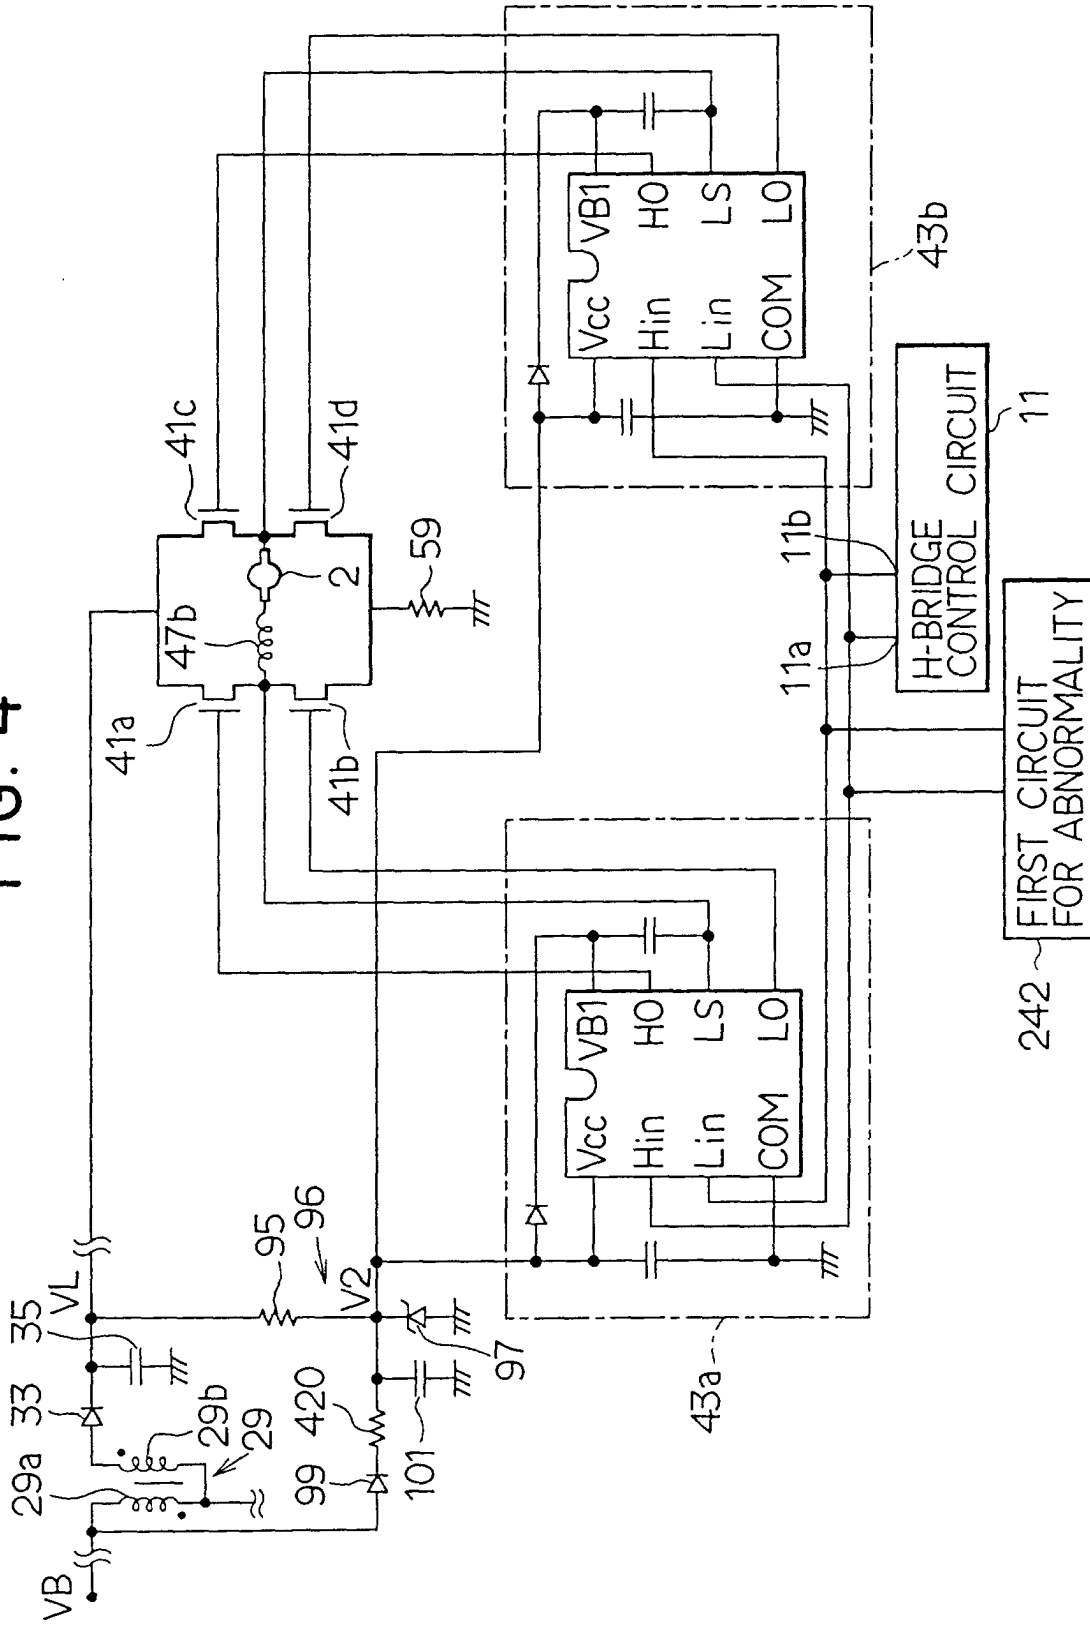 FIG. 4
VB
29a
33
35
VL
29b
29
99
420
101
95
96
V2
97
41a
41b
47b
41c
41d
2
59
43a
Vcc
VB1
Hin
HO
Lin
LS
COM
LO
43b
Vcc
VB1
Hin
HO
Lin
LS
COM
LO
11a
11b
H-BRIDGE
CONTROL CIRCUIT
11
242
FIRST CIRCUIT
FOR ABNORMALITY